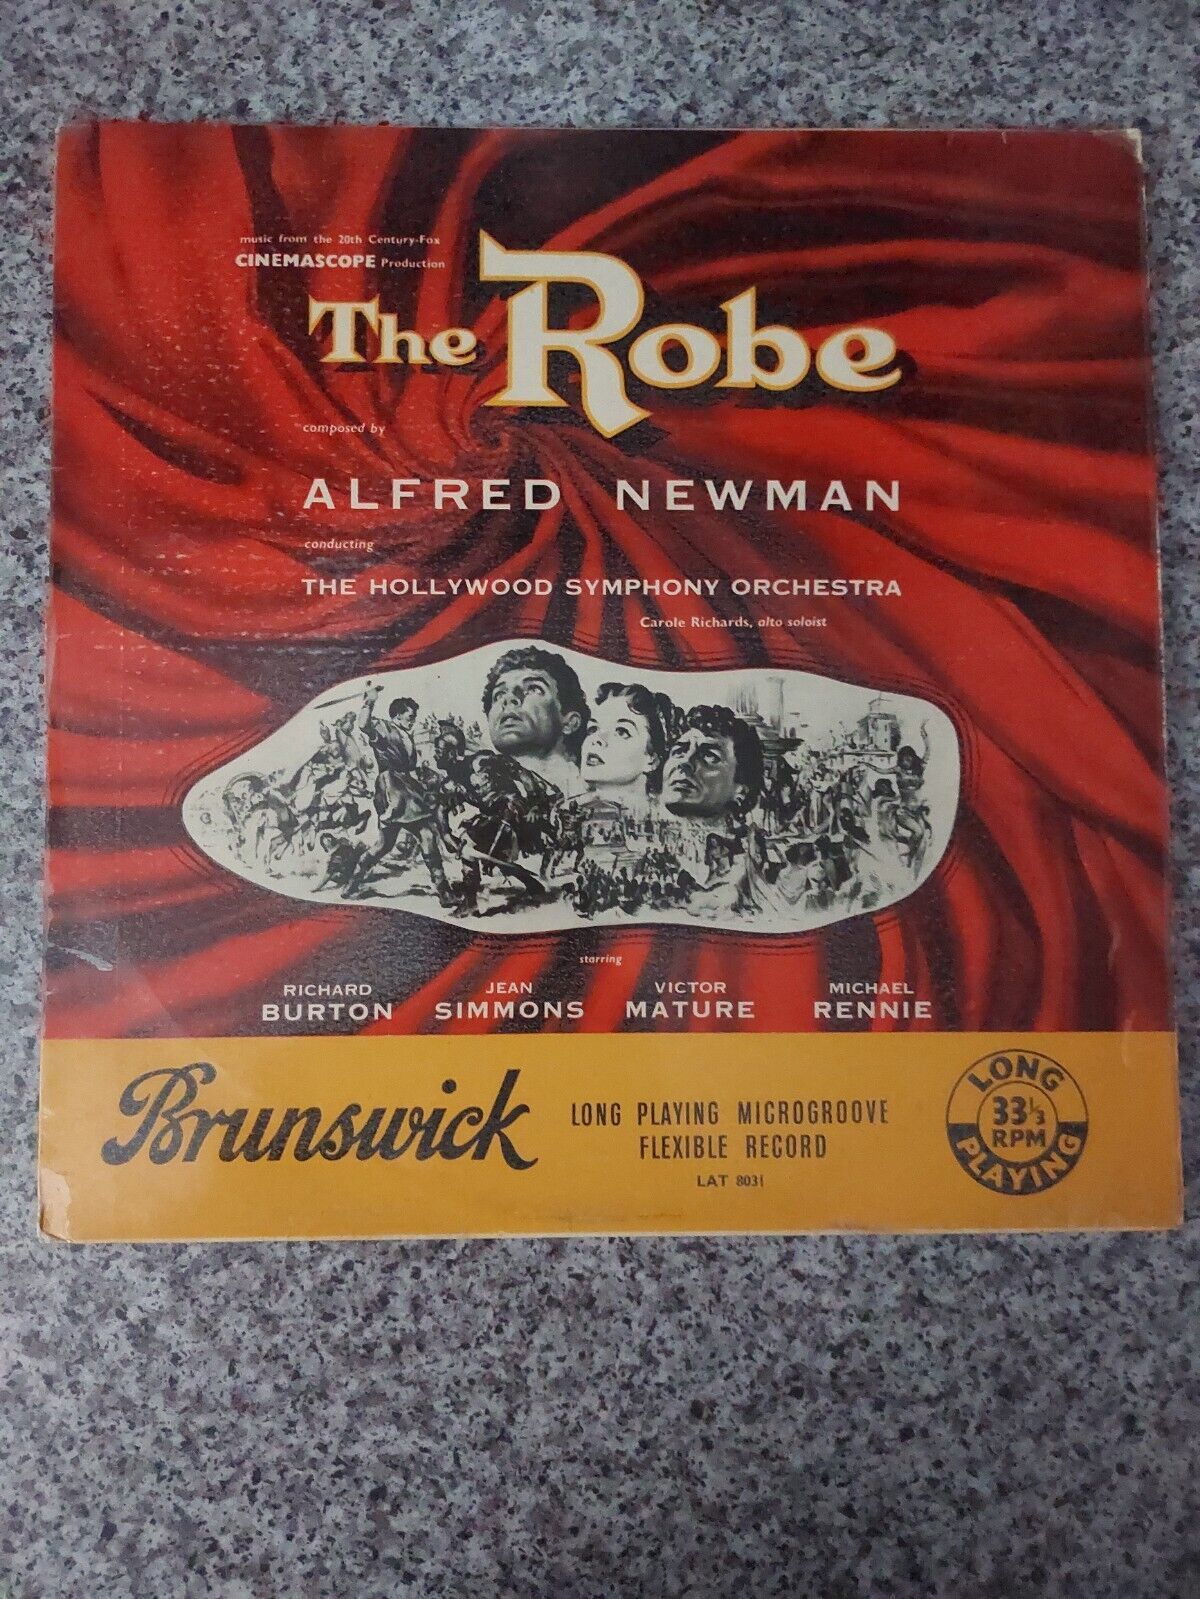 music from the 20th Century-Fox
CINEMASCOPE Production
The Robe
composed by
ALFRED NEWMAN
conducting
THE HOLLYWOOD SYMPHONY ORCHESTRA
Carole Richards, alto soloist
starring
RICHARD BURTON
JEAN SIMMONS
VICTOR MATURE
MICHAEL RENNIE
Brunswick
LONG PLAYING MICROGROOVE
FLEXIBLE RECORD
LAT 8031
LONG
33⅓
RPM
PLAYING